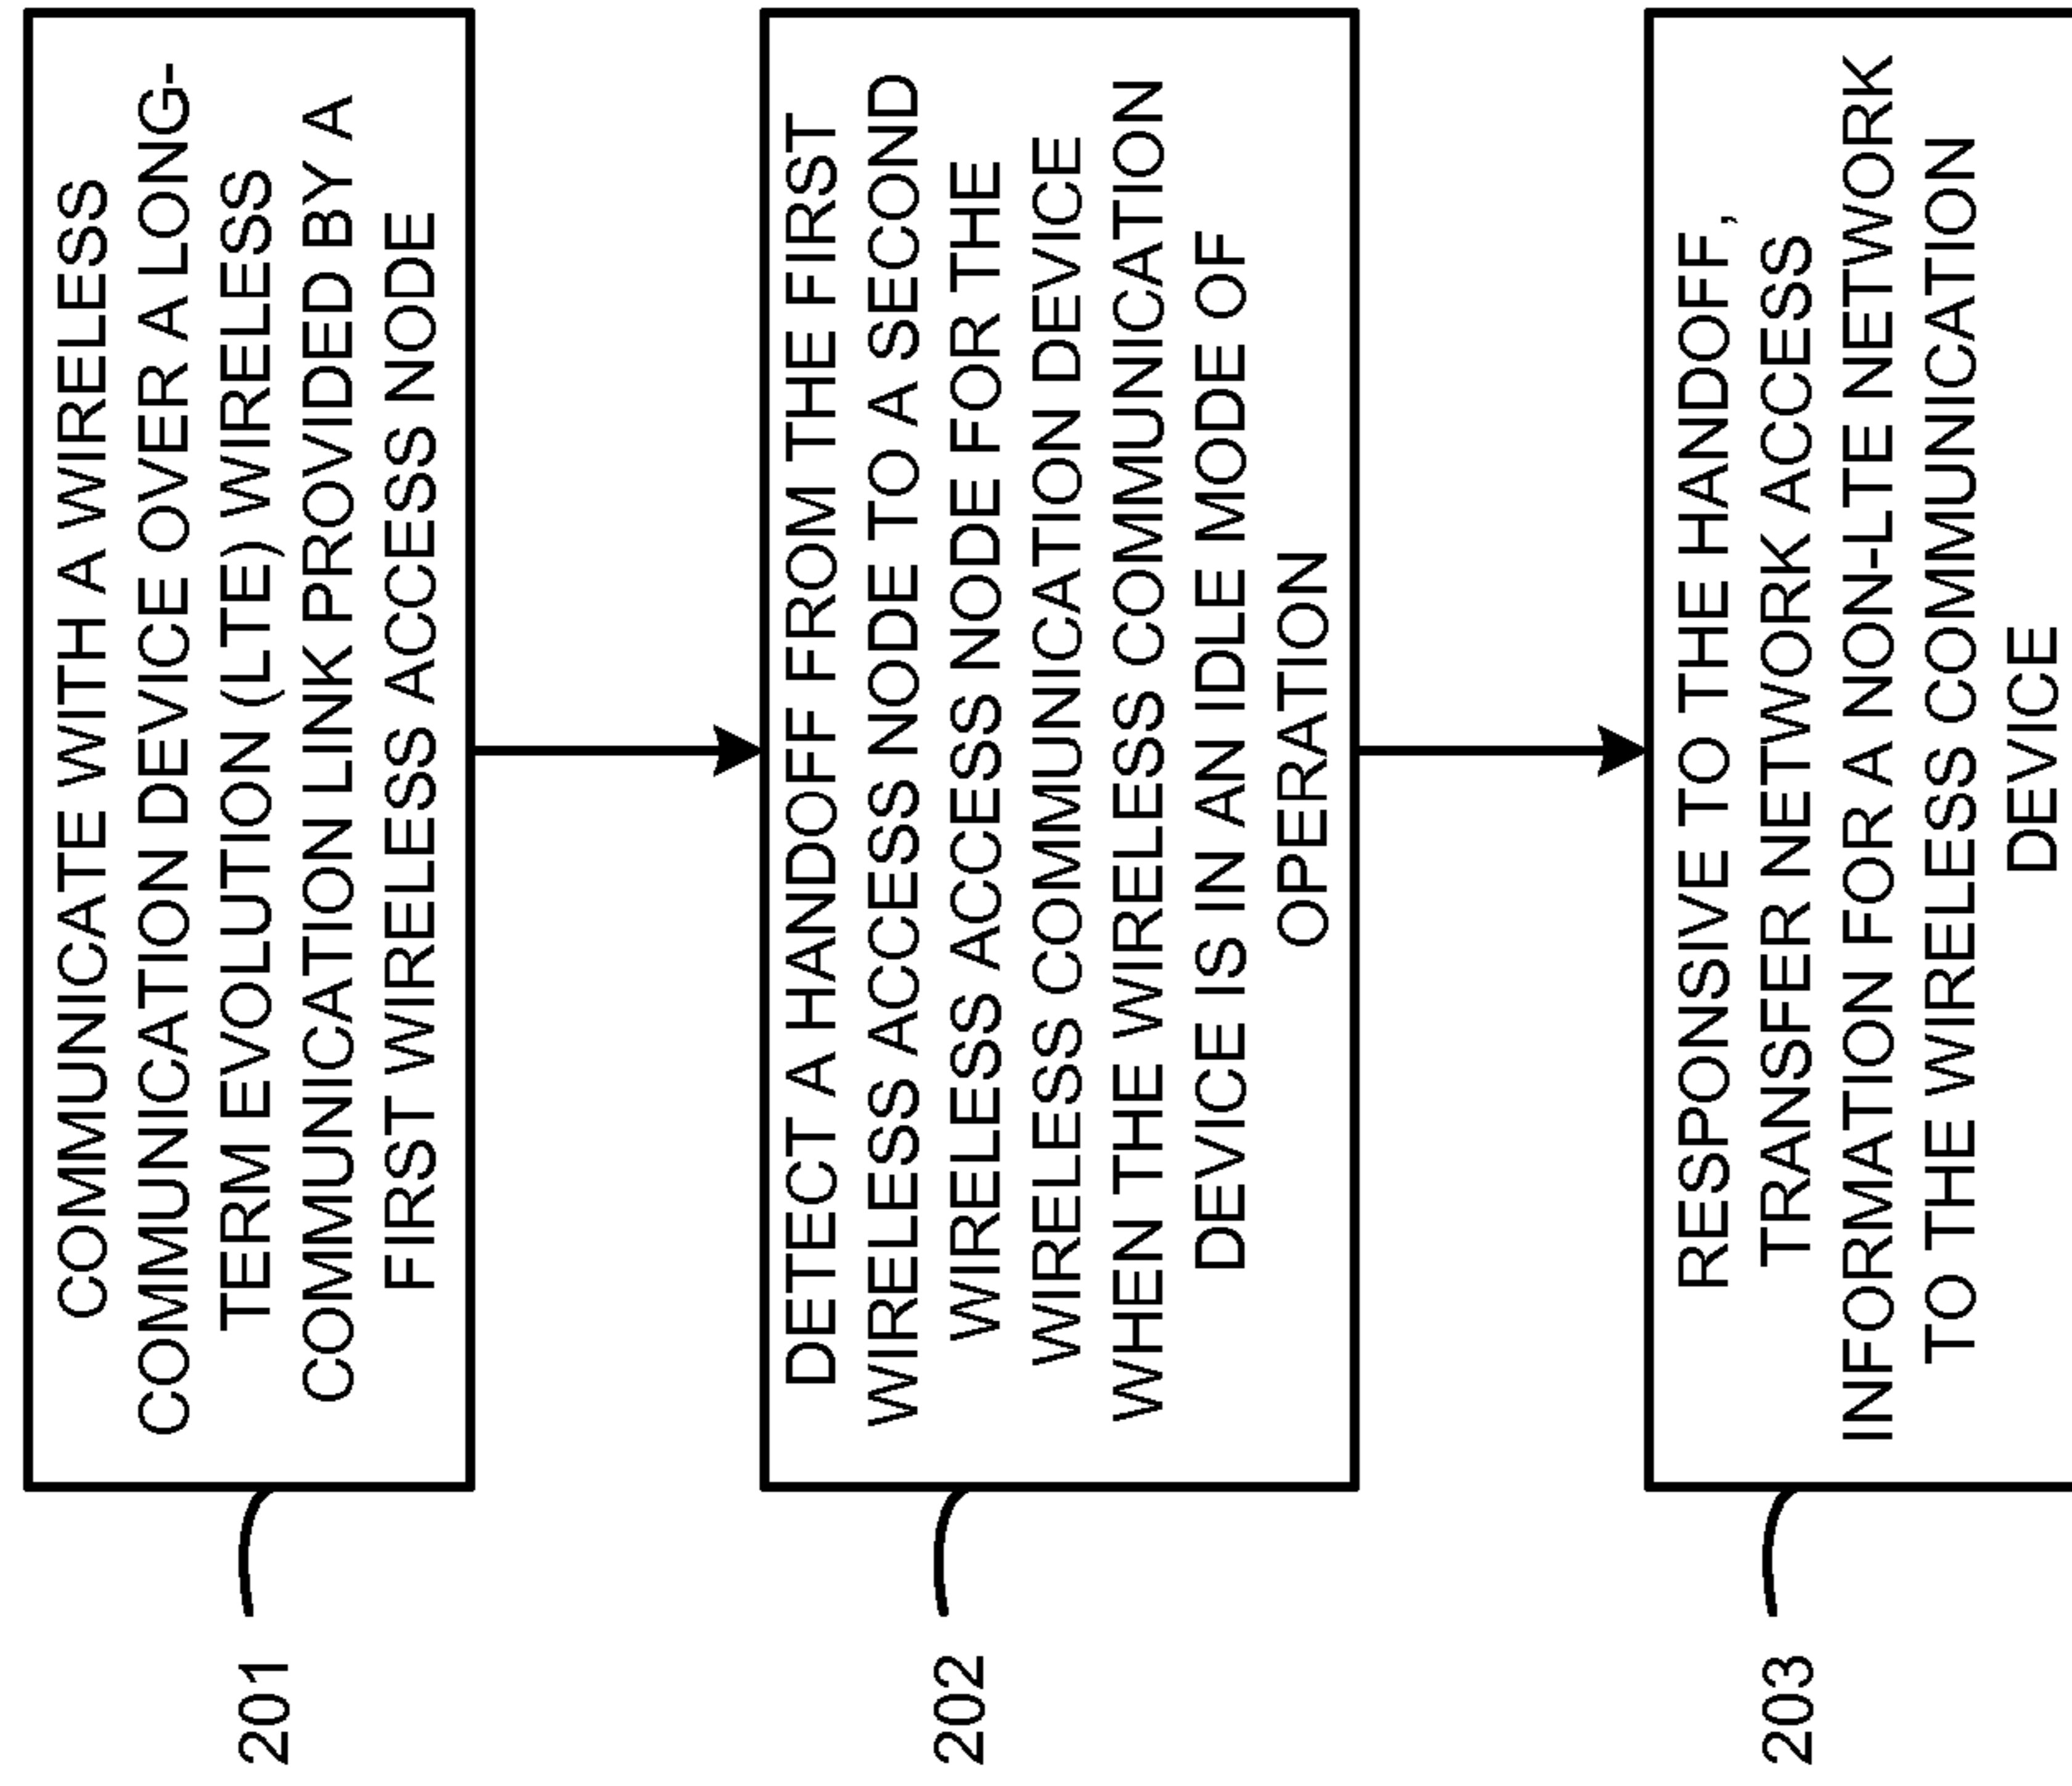 201
COMMUNICATE WITH A WIRELESS
COMMUNICATION DEVICE OVER A LONG-
TERM EVOLUTION (LTE) WIRELESS
COMMUNICATION LINK PROVIDED BY A
FIRST WIRELESS ACCESS NODE
202
DETECT A HANDOFF FROM THE FIRST
WIRELESS ACCESS NODE TO A SECOND
WIRELESS ACCESS NODE FOR THE
WIRELESS COMMUNICATION DEVICE
WHEN THE WIRELESS COMMUNICATION
DEVICE IS IN AN IDLE MODE OF
OPERATION
203
RESPONSIVE TO THE HANDOFF,
TRANSFER NETWORK ACCESS
INFORMATION FOR A NON-LTE NETWORK
TO THE WIRELESS COMMUNICATION
DEVICE